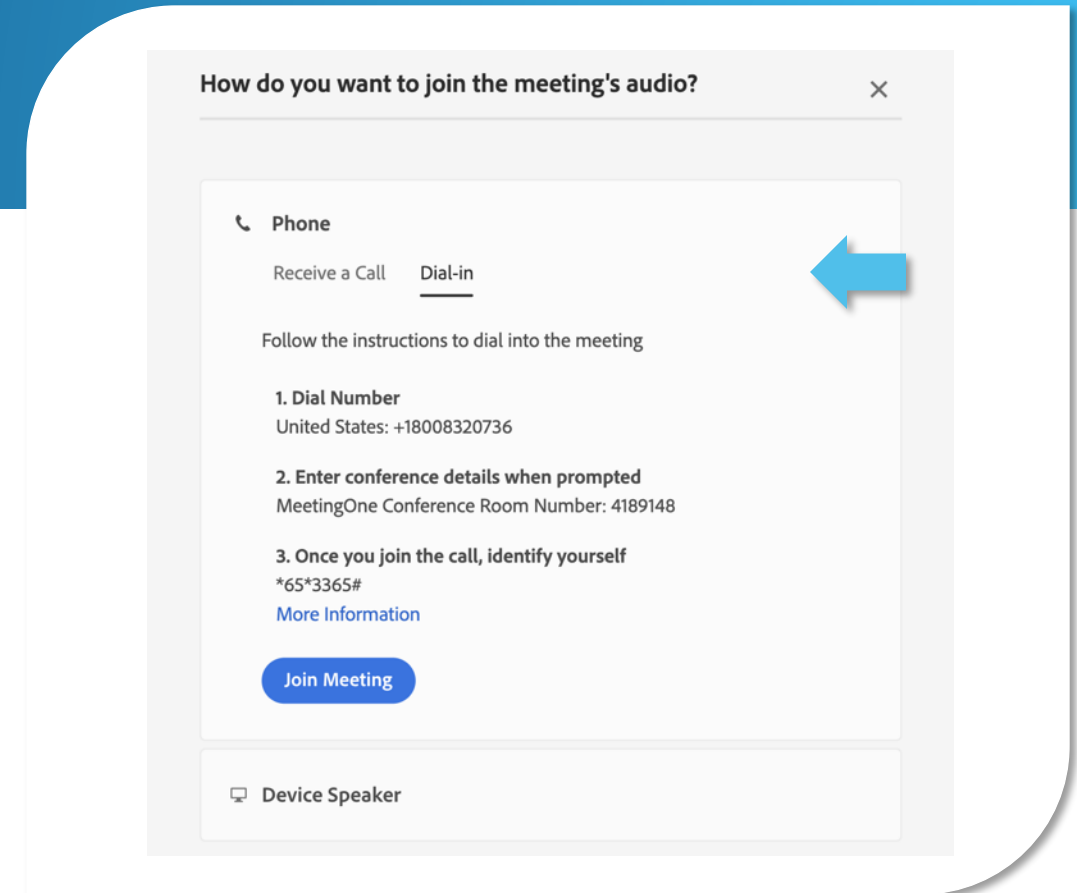 How do you want to join the meeting's audio?
Phone
Receive a Call Dial-in
Follow the instructions to dial into the meeting
1. Dial Number
United States: +18008320736
2. Enter conference details when prompted
MeetingOne Conference Room Number: 4189148
3. Once you join the call, identify yourself
*65*3365#
More Information
Join Meeting
Device Speaker